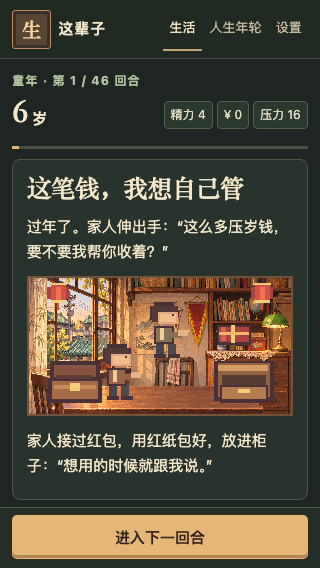 生 这辈子 生活 人生年轮 设置
童年 · 第 1 / 46 回合
6 岁 精力 4 ¥ 0 压力 16
这笔钱，我想自己管
过年了。家人伸出手：“这么多压岁钱，
要不要我帮你收着？”
家人接过红包，用红纸包好，放进柜
子：“想用的时候就跟我说。”
进入下一回合